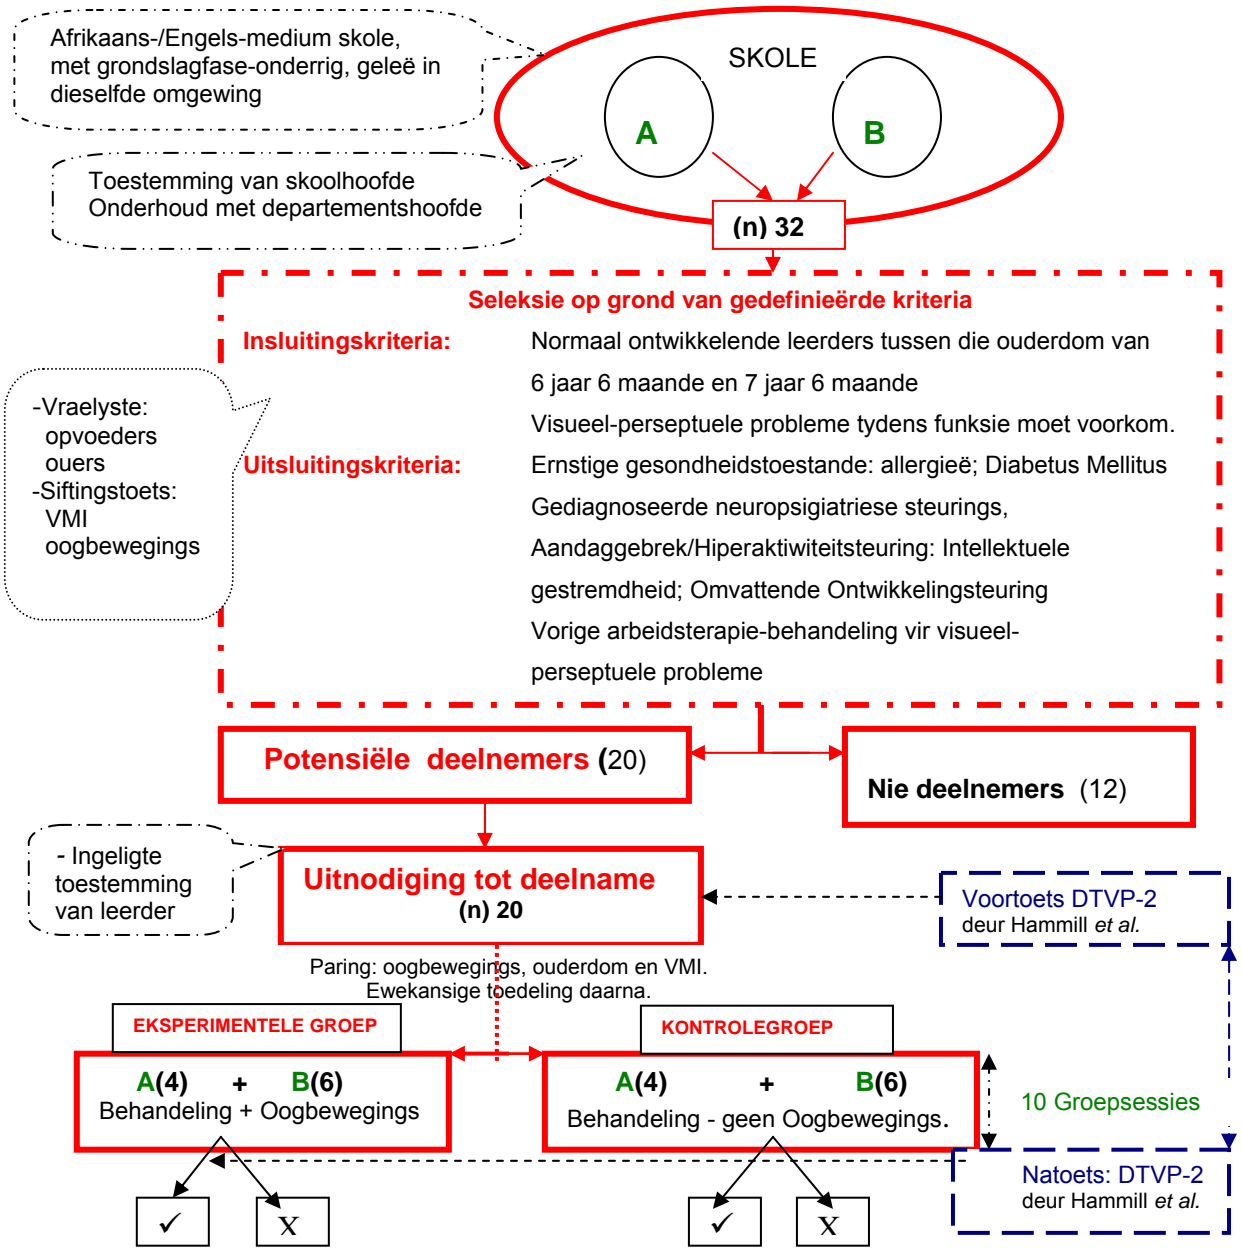 Afrikaans-/Engels-medium skole,
met grondslagfase-onderrig, geleë in
dieselfde omgewing
SKOLE
A
B
Toestemming van skoolhoofde
Onderhoud met departementshoofde
(n) 32
Seleksie op grond van gedefinieërde kriteria
Insluitingskriteria:
Normaal ontwikkelende leerders tussen die ouderdom van
6 jaar 6 maande en 7 jaar 6 maande
Visueel-perseptuele probleme tydens funksie moet voorkom.
Uitsluitingskriteria:
Ernstige gesondheidstoestande: allergieë; Diabetus Mellitus
Gediagnoseerde neuropsigiatriese steurings,
Aandaggebrek/Hiperaktiwiteitsteuring: Intellektuele
gestremdheid; Omvattende Ontwikkelingsteuring
Vorige arbeidsterapie-behandeling vir visueel-
perseptuele probleme
-Vraelyste:
opvoeders
ouers
-Siftingstoets:
VMI
oogbewegings
Potensiële deelnemers (20)
Nie deelnemers (12)
- Ingeligte
toestemming
van leerder
Uitnodiging tot deelname
(n) 20
Voortoets DTVP-2
deur Hammill et al.
Paring: oogbewegings, ouderdom en VMI.
Ewekansige toedeling daarna.
EKSPERIMENTELE GROEP
KONTROLEGROEP
A(4) + B(6)
Behandeling + Oogbewegings
A(4) + B(6)
Behandeling - geen Oogbewegings.
10 Groepsessies
Natoets: DTVP-2
deur Hammill et al.
✓
X
✓
X